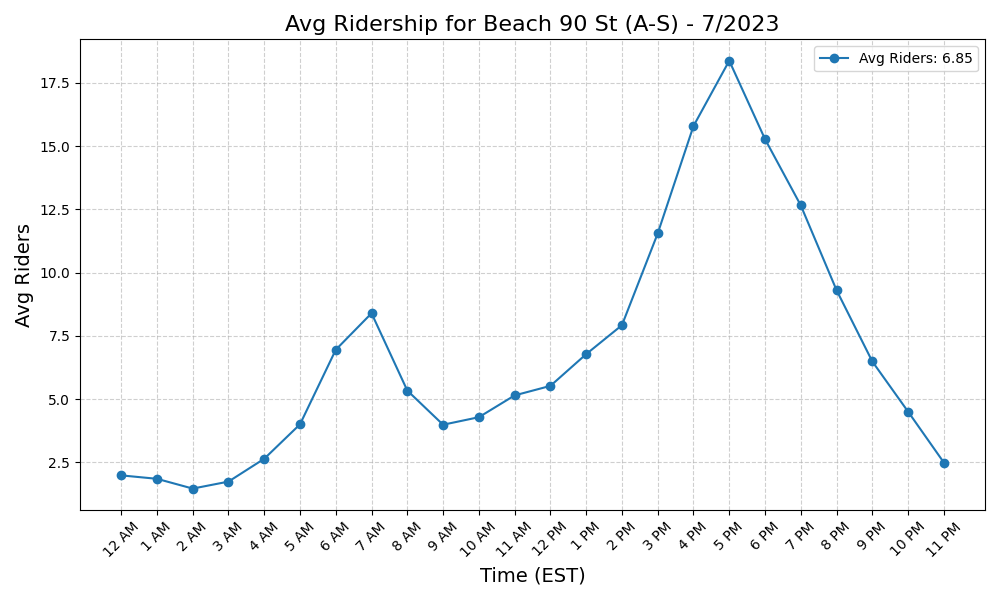 Avg Ridership for Beach 90 St (A-S) - 7/2023
Avg Riders: 6.85
Avg Riders
17.5
15.0
12.5
10.0
7.5
5.0
2.5
12 AM 1 AM 2 AM 3 AM 4 AM 5 AM 6 AM 7 AM 8 AM 9 AM 10 AM 11 AM 12 PM 1 PM 2 PM 3 PM 4 PM 5 PM 6 PM 7 PM 8 PM 9 PM 10 PM 11 PM
Time (EST)